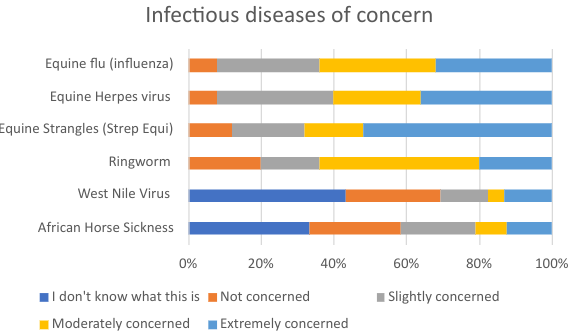 Infectious diseases of concern
Equine flu (influenza)
Equine Herpes virus
Equine Strangles (Strep Equi)
Ringworm
West Nile Virus
African Horse Sickness
0% 20% 40% 60% 80% 100%
I don't know what this is Not concerned Slightly concerned
Moderately concerned Extremely concerned